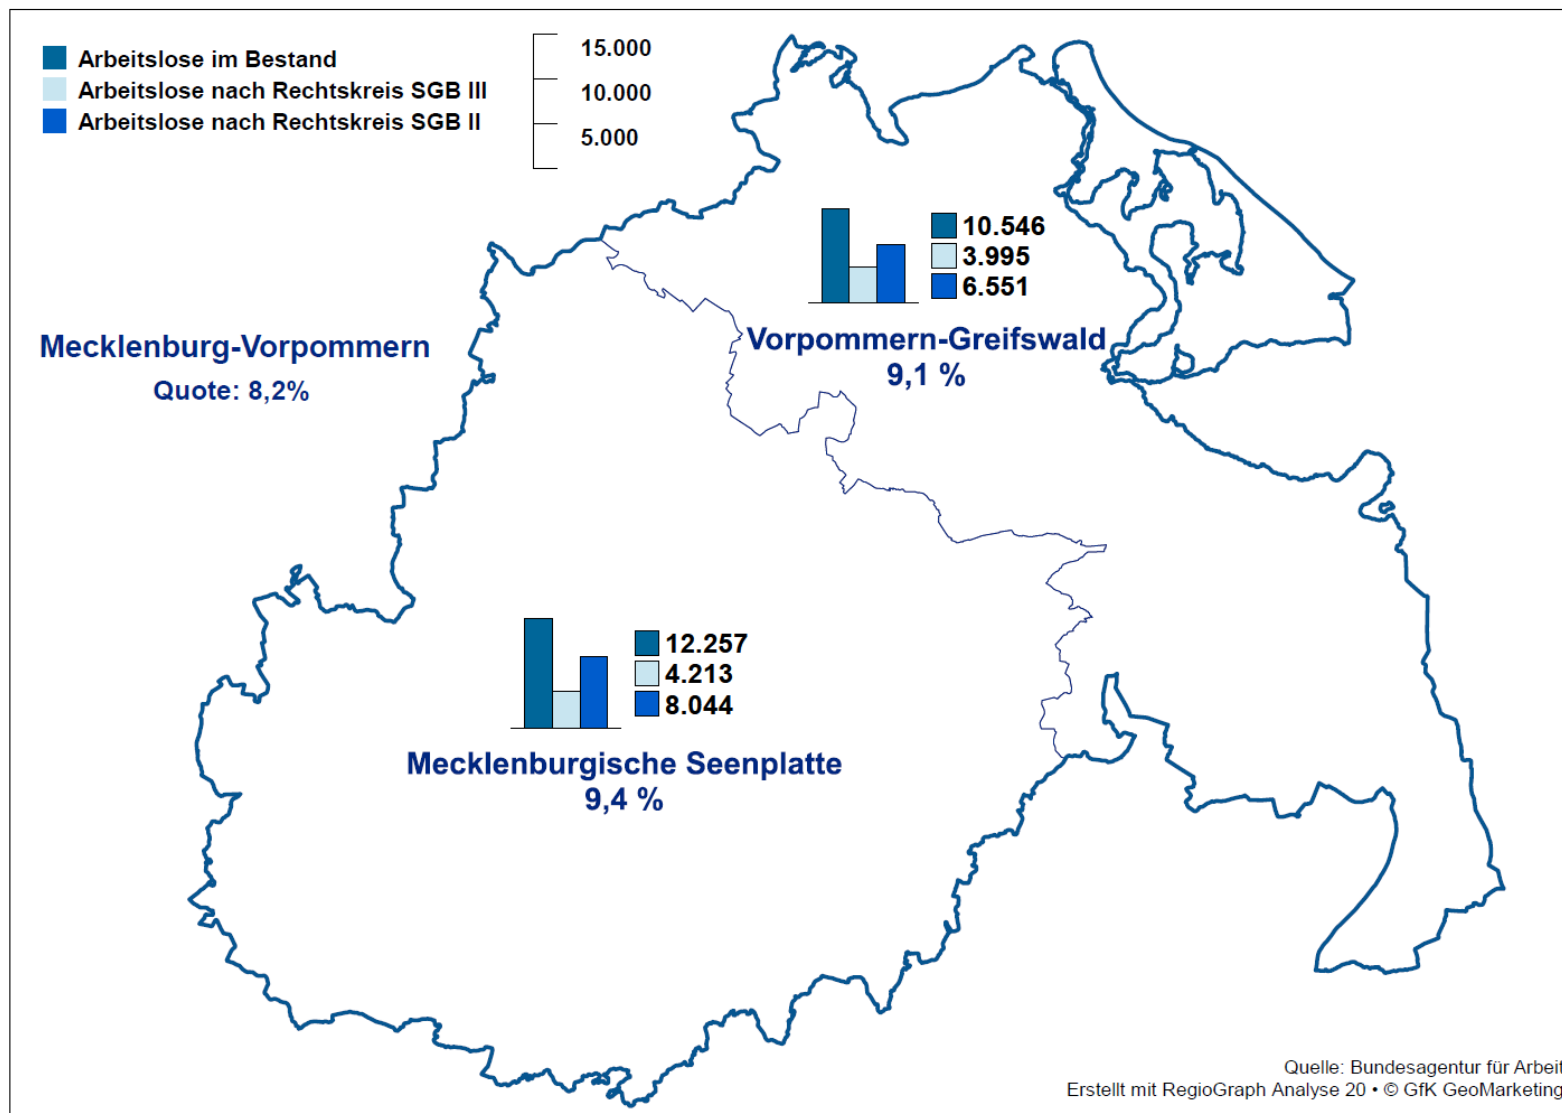 Arbeitslose im Bestand
Arbeitslose nach Rechtskreis SGB III
Arbeitslose nach Rechtskreis SGB II
15.000
10.000
5.000
10.546
3.995
6.551
Vorpommern-Greifswald
9,1 %
Mecklenburg-Vorpommern
Quote: 8,2%
12.257
4.213
8.044
Mecklenburgische Seenplatte
9,4 %
Quelle: Bundesagentur für Arbeit
Erstellt mit RegioGraph Analyse 20 • © GfK GeoMarketing